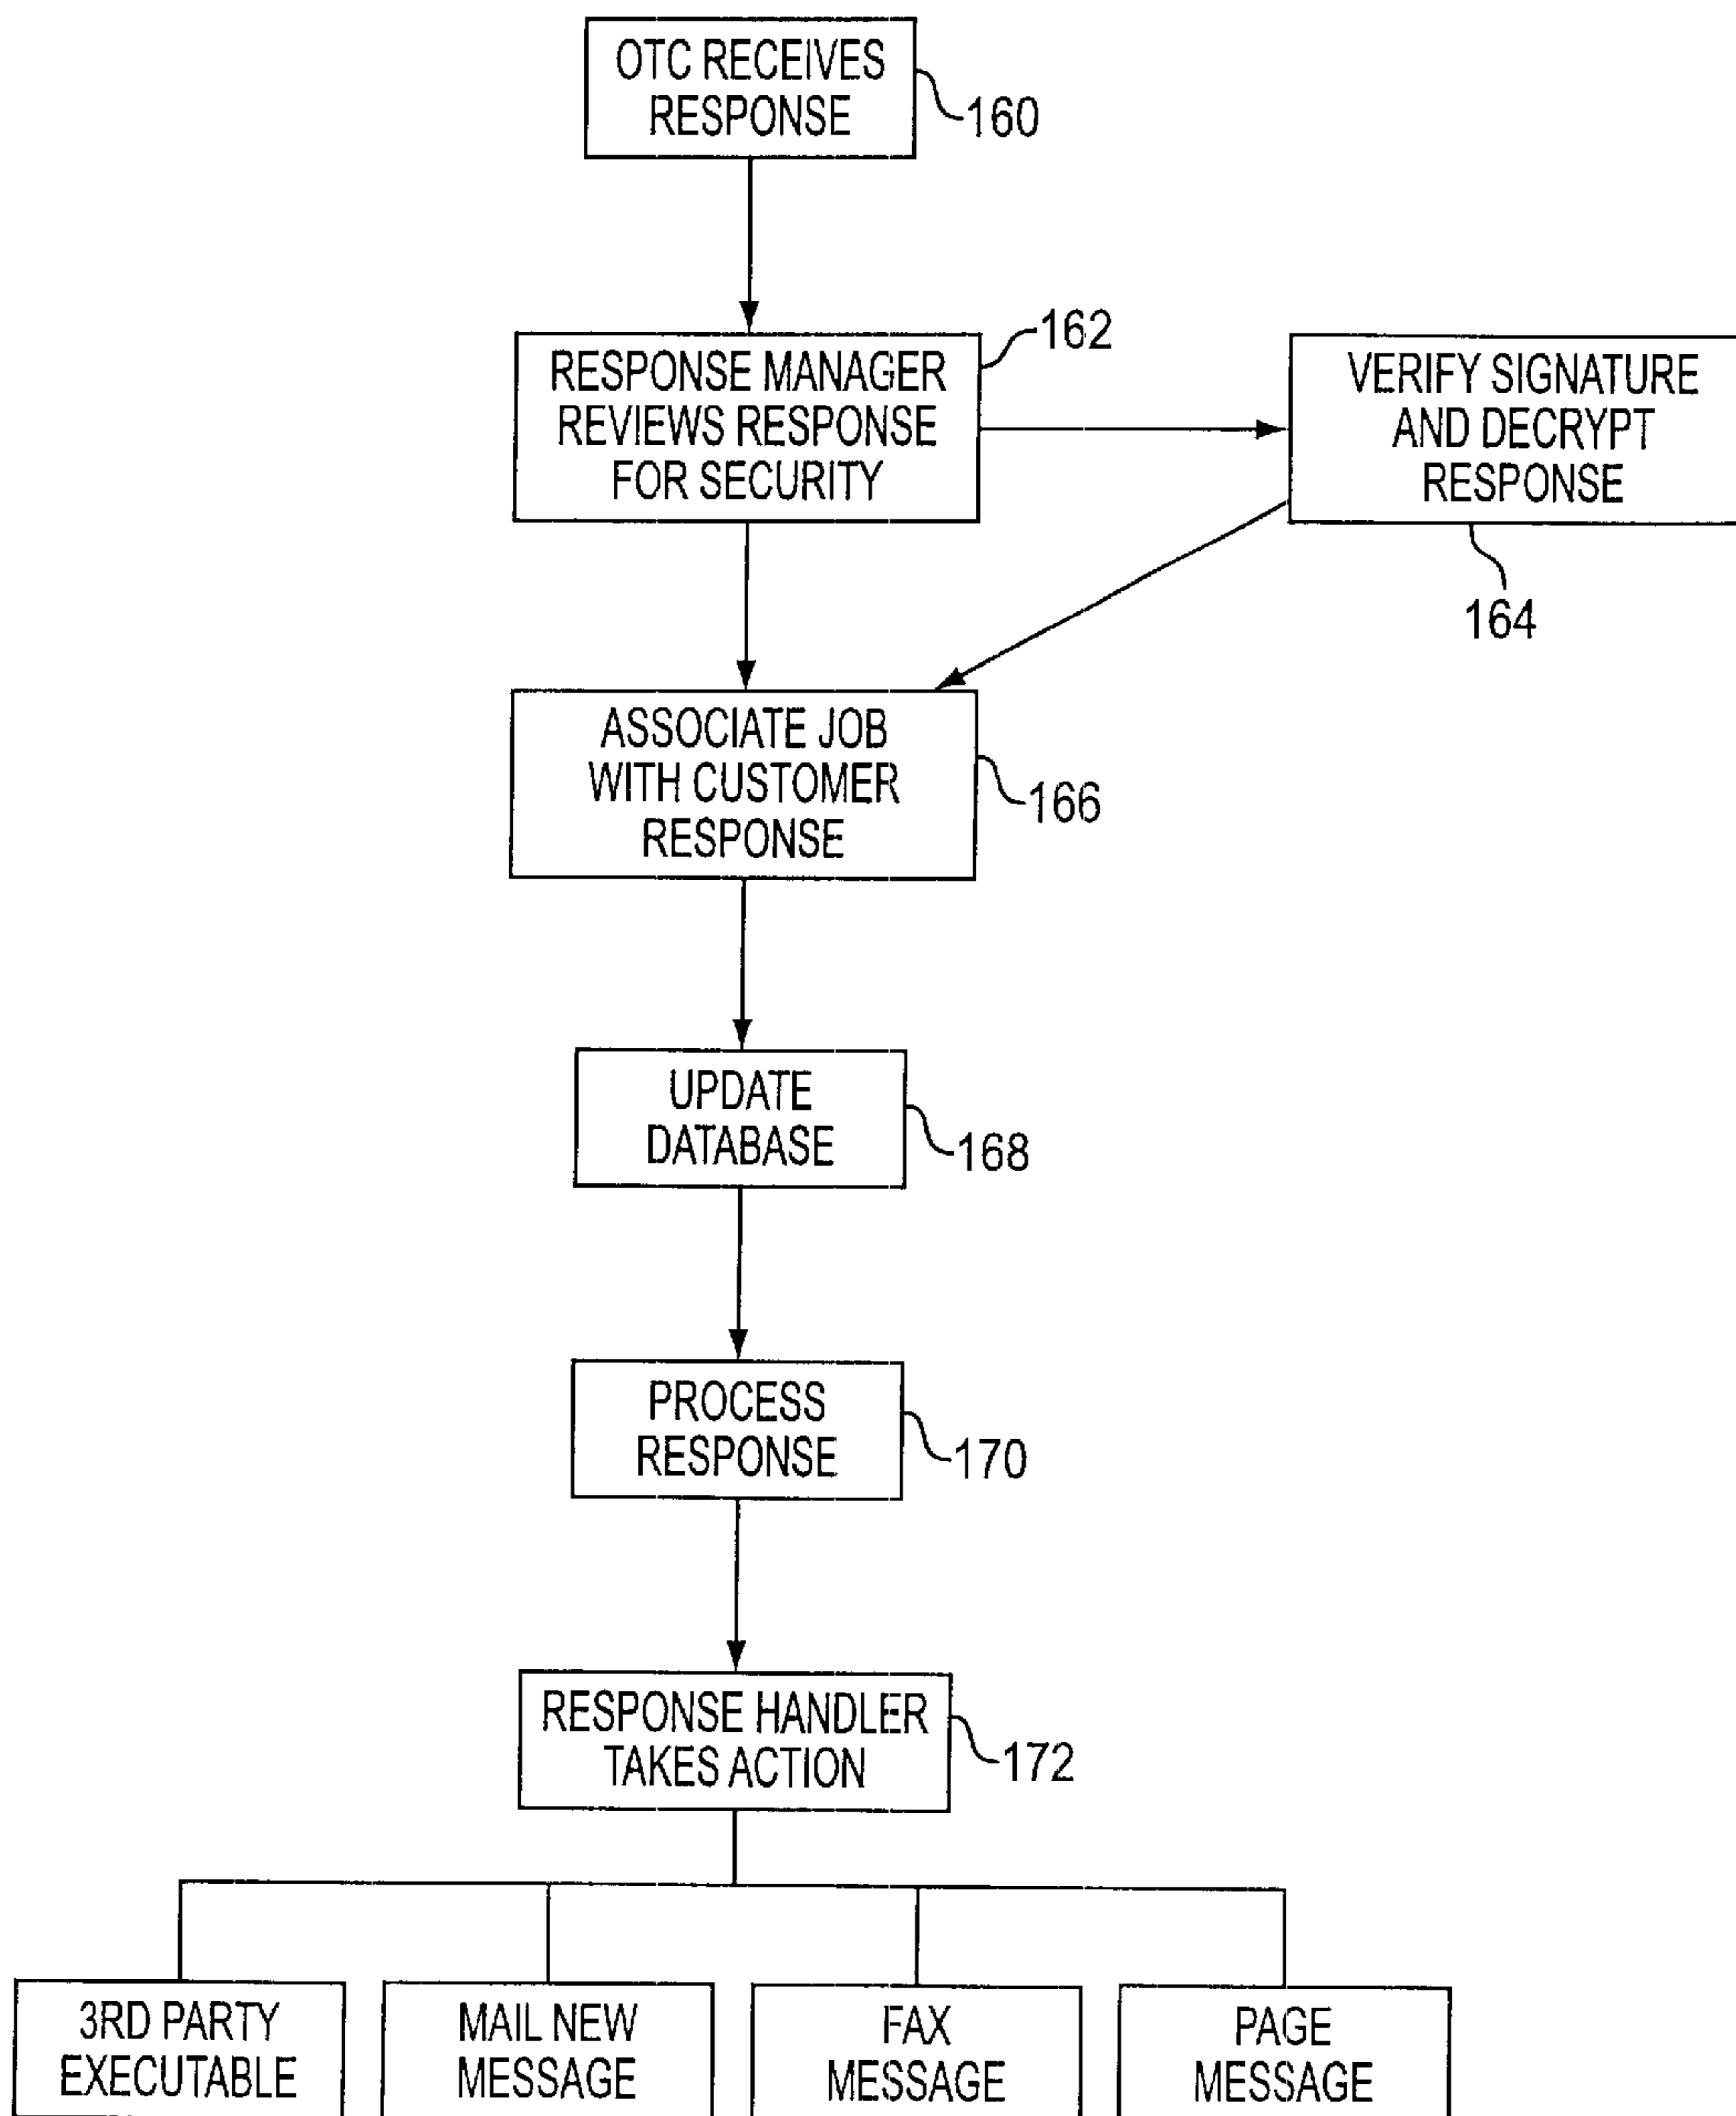 OTC RECEIVES
RESPONSE
160
RESPONSE MANAGER
REVIEWS RESPONSE
FOR SECURITY
162
VERIFY SIGNATURE
AND DECRYPT
RESPONSE
164
ASSOCIATE JOB
WITH CUSTOMER
RESPONSE
166
UPDATE
DATABASE
168
PROCESS
RESPONSE
170
RESPONSE HANDLER
TAKES ACTION
172
3RD PARTY
EXECUTABLE
MAIL NEW
MESSAGE
FAX
MESSAGE
PAGE
MESSAGE